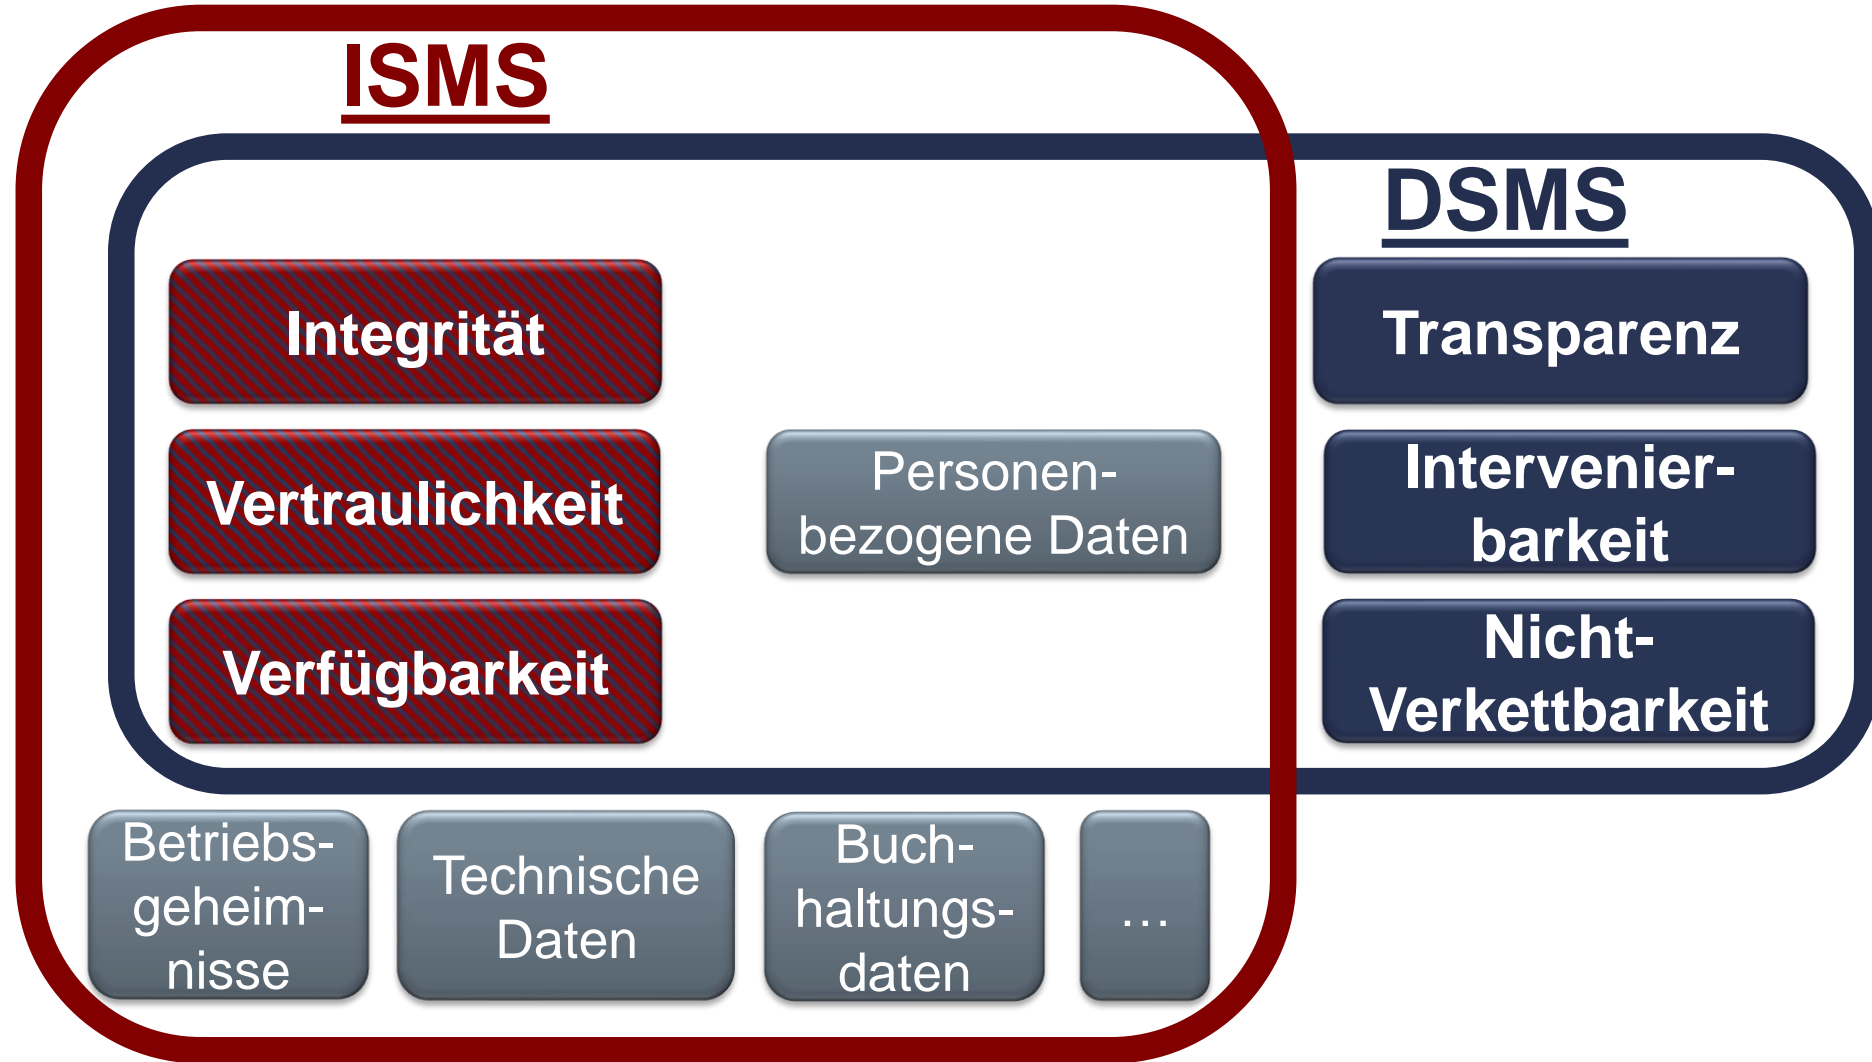 ISMS
DSMS
Integrität
Vertraulichkeit
Verfügbarkeit
Personen-
bezogene Daten
Transparenz
Intervenier-
barkeit
Nicht-
Verkettbarkeit
Betriebs-
geheim-
nisse
Technische
Daten
Buch-
haltungs-
daten
…